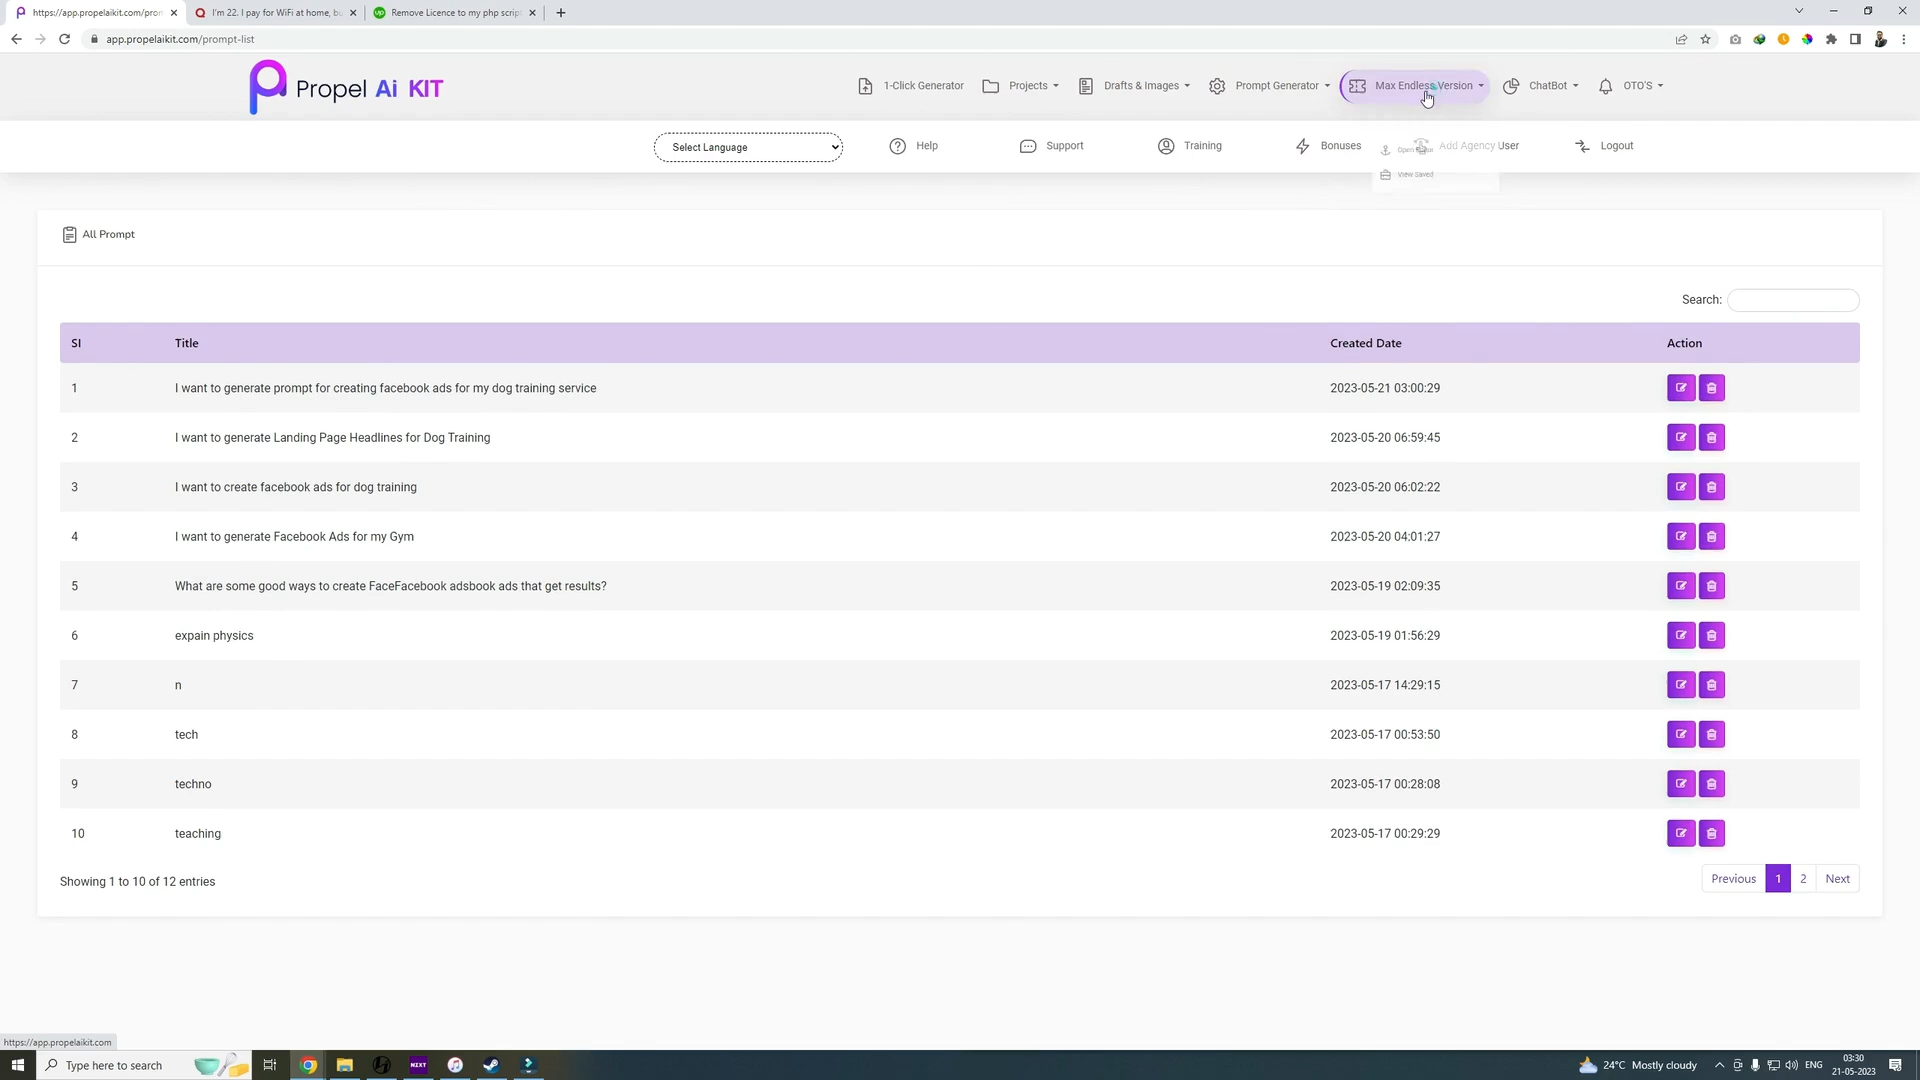 https://app.propelaikit.com/pron
I'm 22. I pay for WiFi at home, bu
Remove Licence to my php script
app.propelaikit.com/prompt-list
Propel Ai KIT
1-Click Generator
Projects
Drafts & Images
Prompt Generator
Max Endless Version
ChatBot
OTO'S
Select Language
Help
Support
Training
Bonuses
Add Agency User
Logout
Open
View Saved
All Prompt
Search:
SI Title Created Date Action
1 I want to generate prompt for creating facebook ads for my dog training service 2023-05-21 03:00:29
2 I want to generate Landing Page Headlines for Dog Training 2023-05-20 06:59:45
3 I want to create facebook ads for dog training 2023-05-20 06:02:22
4 I want to generate Facebook Ads for my Gym 2023-05-20 04:01:27
5 What are some good ways to create FaceFacebook adsbook ads that get results? 2023-05-19 02:09:35
6 expain physics 2023-05-19 01:56:29
7 n 2023-05-17 14:29:15
8 tech 2023-05-17 00:53:50
9 techno 2023-05-17 00:28:08
10 teaching 2023-05-17 00:29:29
Showing 1 to 10 of 12 entries
Previous 1 2 Next
https://app.propelaikit.com
Type here to search
NEXT
24°C Mostly cloudy
ENG
03:30
21-05-2023